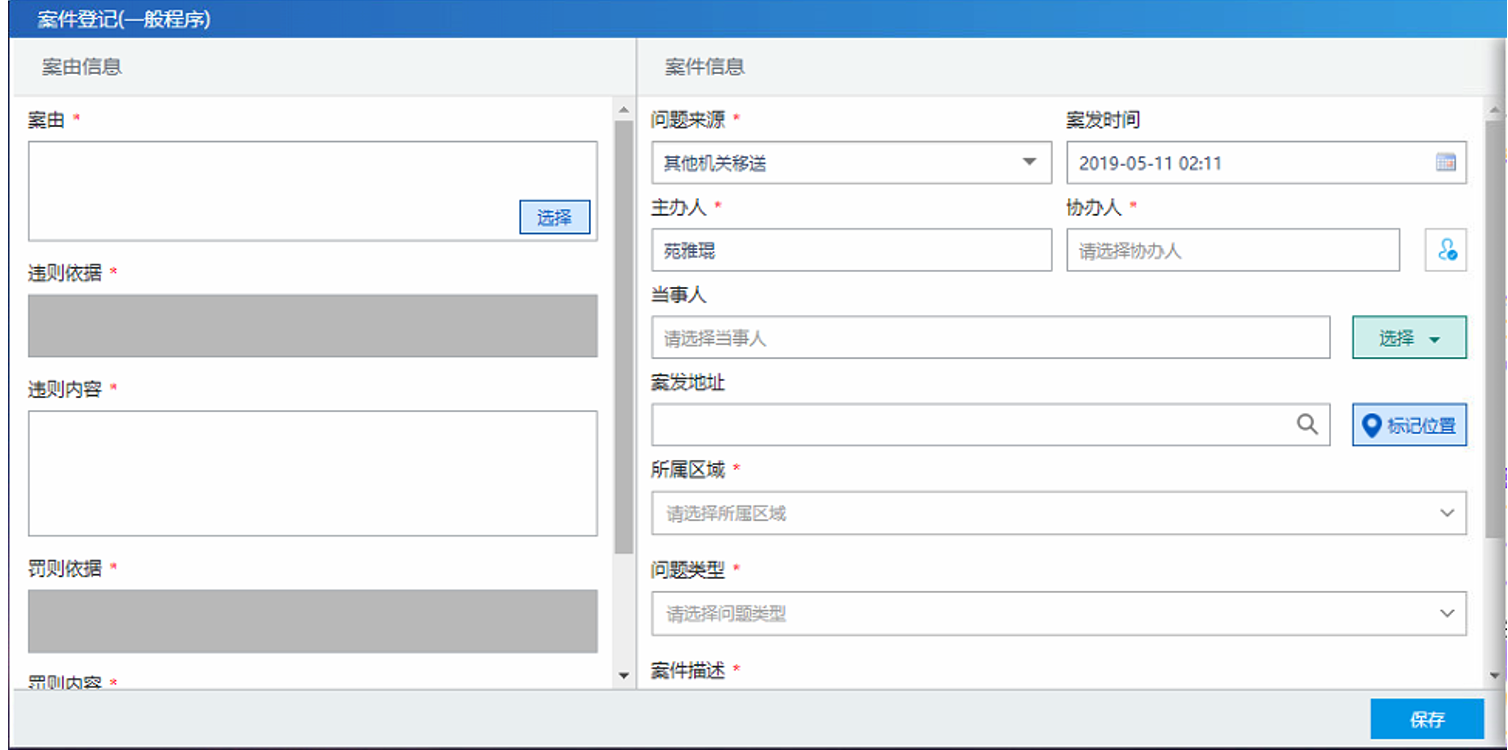 案件登记(一般程序)
案由信息
案由 *
选择
违则依据 *
违则内容 *
罚则依据 *
罚则内容 *
案件信息
问题来源 * 案发时间
其他机关移送 2019-05-11 02:11
主办人 * 协办人 *
苑雅琨 请选择协办人
当事人
请选择当事人 选择
案发地址
标记位置
所属区域 *
请选择所属区域
问题类型 *
请选择问题类型
案件描述 *
保存